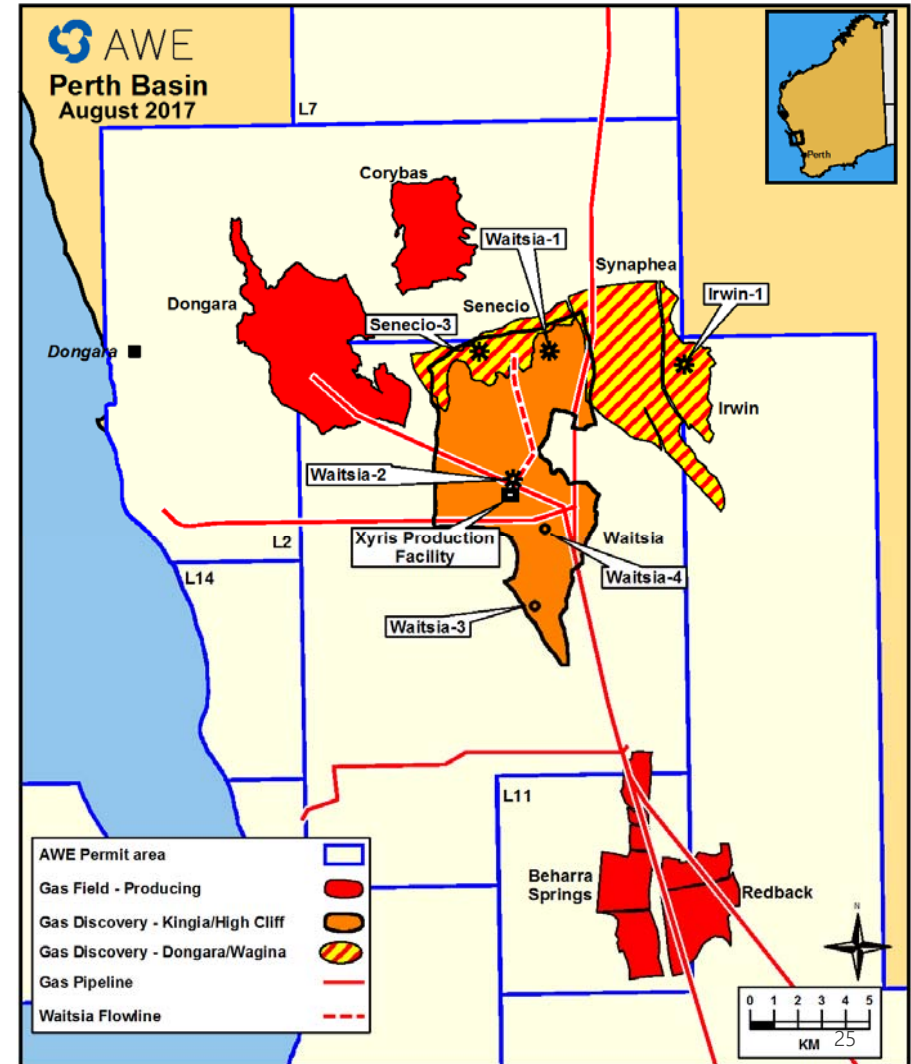 AWE
Perth Basin
August 2017
L7
Perth
Corybas
Waitsia-1
Synaphea
Dongara
Senecio
Irwin-1
Senecio-3
Dongara
Irwin
Waitsia-2
Xyris Production
Facility
Waitsia
L2
L14
Waitsia-4
Waitsia-3
L11
Beharra
Springs
Redback
AWE Permit area
Gas Field - Producing
Gas Discovery - Kingia/High Cliff
Gas Discovery - Dongara/Wagina
Gas Pipeline
Waitsia Flowline
N
0 1 2 3 4 5
KM
25